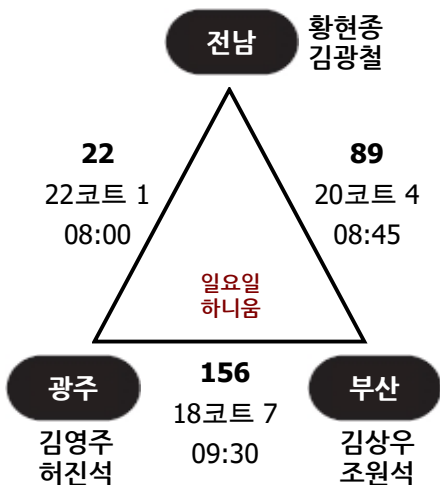 전남
황현종
김광철
22
22코트 1
08:00
89
20코트 4
08:45
일요일
하니움
광주
김영주
허진석
156
18코트 7
09:30
부산
김상우
조원석